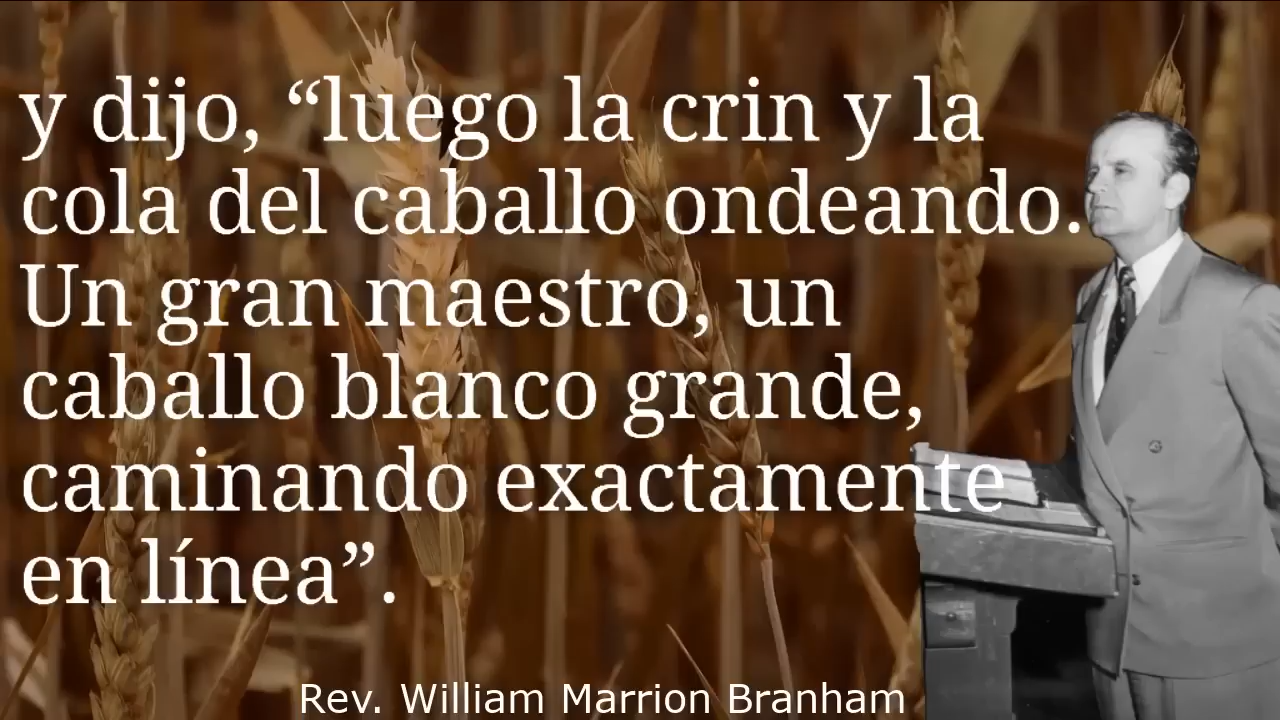 y dijo, “luego la crin y la
cola del caballo ondeando.
Un gran maestro, un
caballo blanco grande,
caminando exactamente
en línea”.
Rev. William Marrion Branham